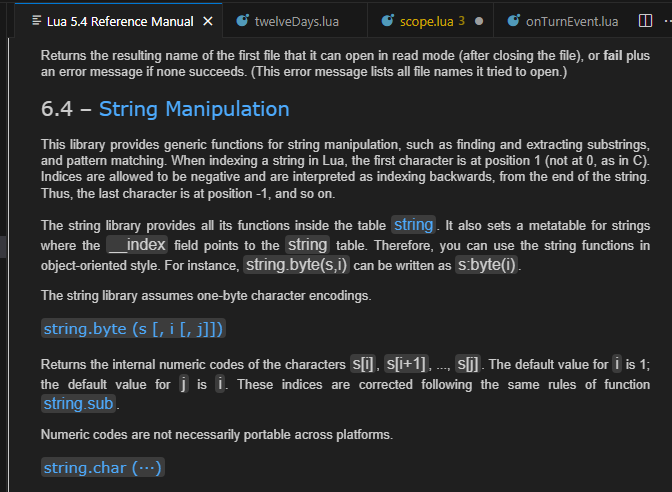 Lua 5.4 Reference Manual twelveDays.lua scope.lua 3 onTurnEvent.lua
Returns the resulting name of the first file that it can open in read mode (after closing the file), or fail plus
an error message if none succeeds. (This error message lists all file names it tried to open.)
6.4 – String Manipulation
This library provides generic functions for string manipulation, such as finding and extracting substrings,
and pattern matching. When indexing a string in Lua, the first character is at position 1 (not at 0, as in C).
Indices are allowed to be negative and are interpreted as indexing backwards, from the end of the string.
Thus, the last character is at position -1, and so on.
The string library provides all its functions inside the table string. It also sets a metatable for strings
where the __index field points to the string table. Therefore, you can use the string functions in
object-oriented style. For instance, string.byte(s,i) can be written as s:byte(i).
The string library assumes one-byte character encodings.
string.byte (s [, i [, j]])
Returns the internal numeric codes of the characters s[i], s[i+1], ..., s[j]. The default value for i is 1;
the default value for j is i. These indices are corrected following the same rules of function
string.sub.
Numeric codes are not necessarily portable across platforms.
string.char (···)